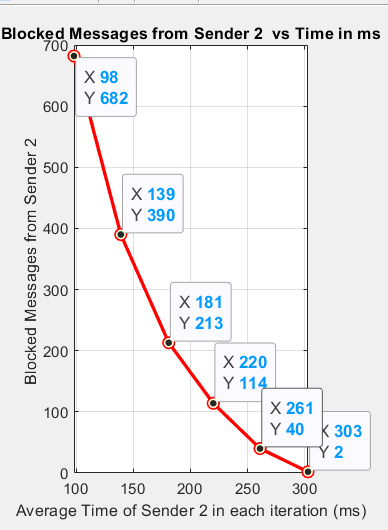 Blocked Messages from Sender 2 vs Time in ms
700
600
500
400
300
200
100
0
Blocked Messages from Sender 2
X 98
Y 682
X 139
Y 390
X 181
Y 213
X 220
Y 114
X 261
Y 40
X 303
Y 2
100
150
200
250
300
Average Time of Sender 2 in each iteration (ms)